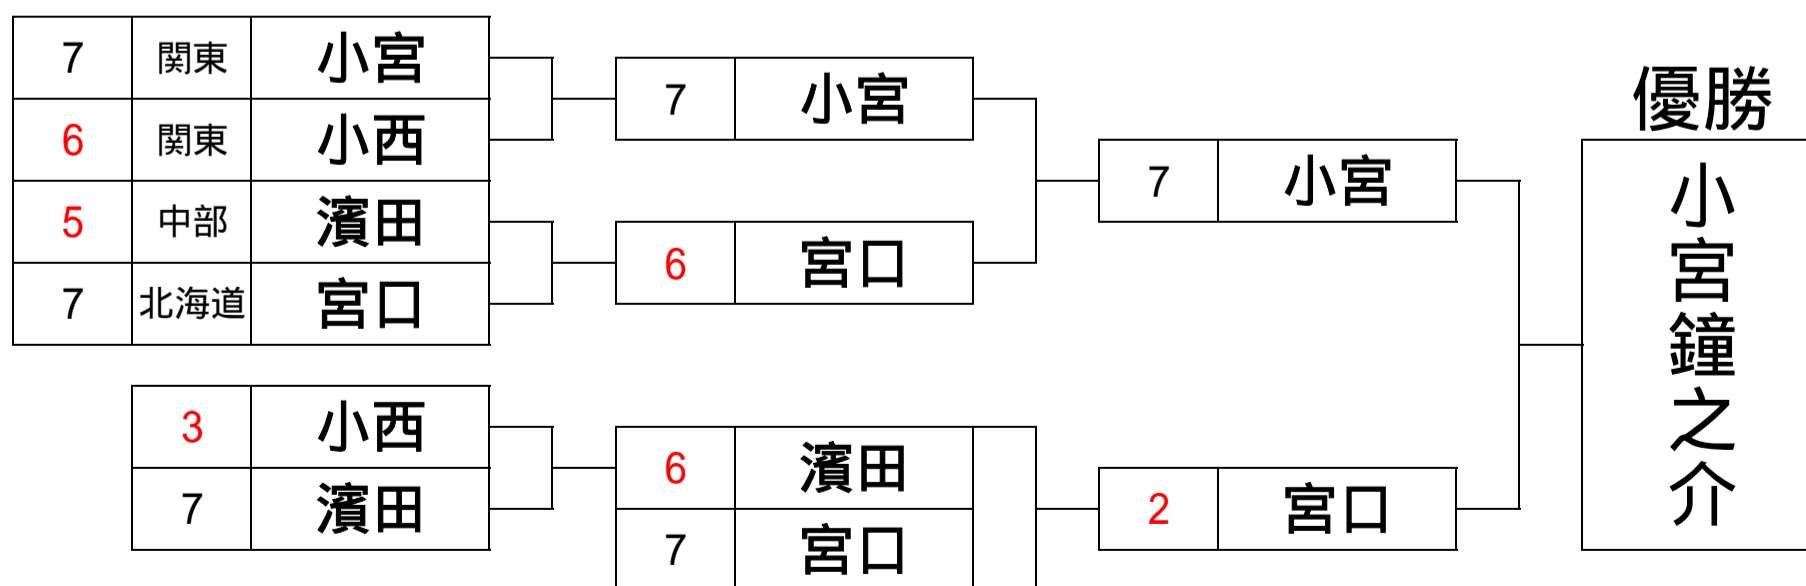 7 関東 小宮
6 関東 小西
5 中部 濱田
7 北海道 宮口
3 小西
7 濱田
7 小宮
6 宮口
6 濱田
7 宮口
7 小宮
2 宮口
優勝
小宮鐘之介